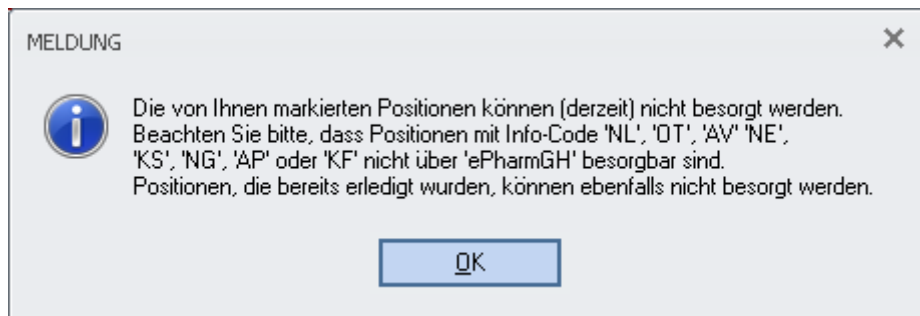 MELDUNG
Die von Ihnen markierten Positionen können (derzeit) nicht besorgt werden.
Beachten Sie bitte, dass Positionen mit Info-Code 'NL', 'OT', 'AV' 'NE',
'KS', 'NG', 'AP' oder 'KF' nicht über 'ePharmGH' besorgbar sind.
Positionen, die bereits erledigt wurden, können ebenfalls nicht besorgt werden.
OK